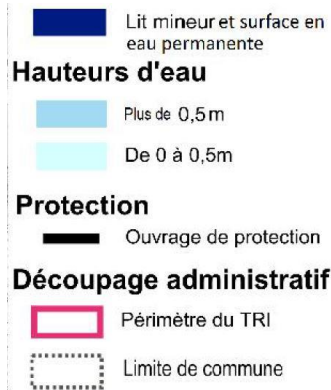 Lit mineur et surface en
eau permanente
Hauteurs d'eau
Plus de 0,5 m
De 0 à 0,5m
Protection
Ouvrage de protection
Découpage administratif
Périmètre du TRI
Limite de commune